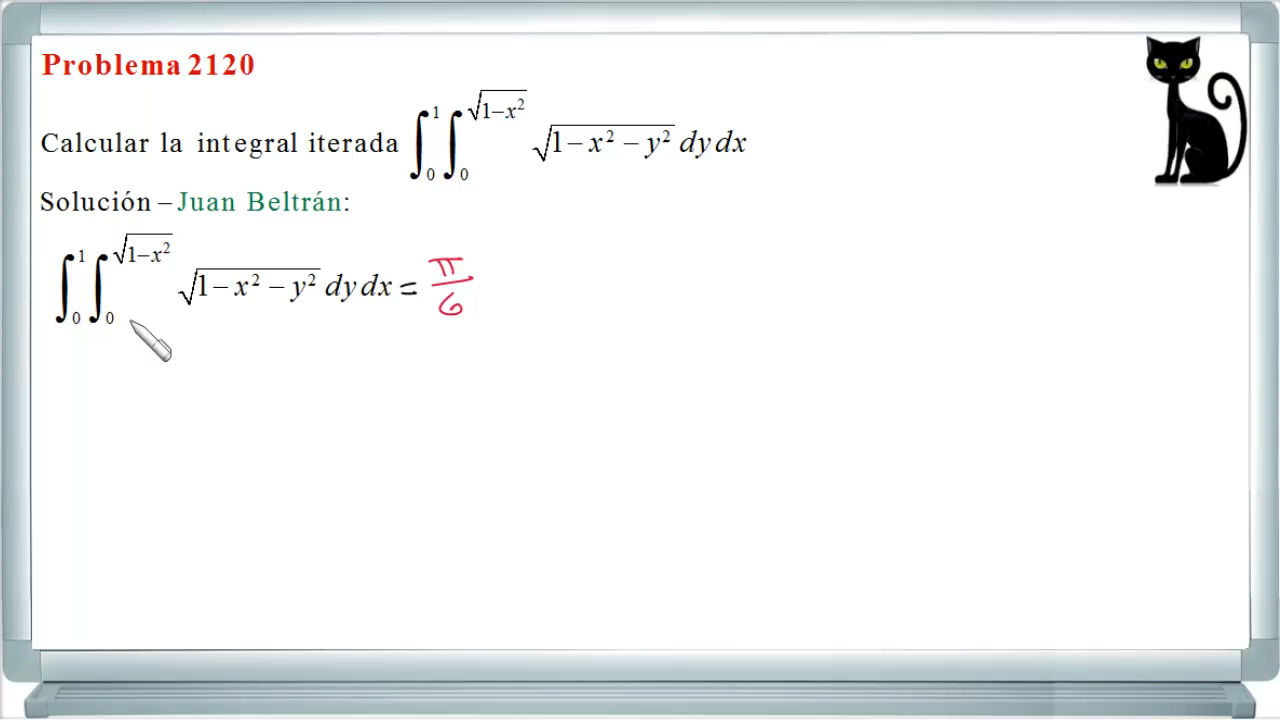 Problema 2120
Calcular la integral iterada ∫₀¹ ∫₀^√(1−x²) √(1−x²−y²) dy dx
Solución – Juan Beltrán:
∫₀¹ ∫₀^√(1−x²) √(1−x²−y²) dy dx = π/6